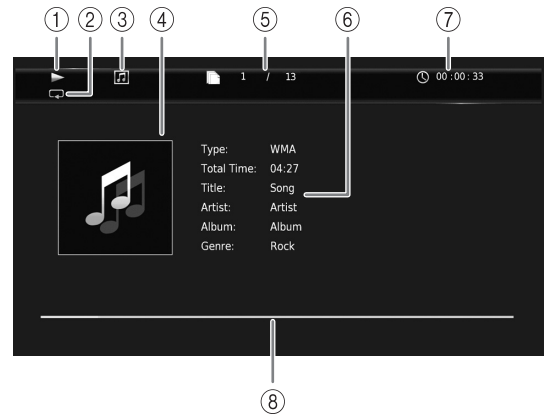 ① ② ③ ④ ⑤ ⑥ ⑦
1 / 13 00:00:33
Type: WMA
Total Time: 04:27
Title: Song
Artist: Artist
Album: Album
Genre: Rock
⑧